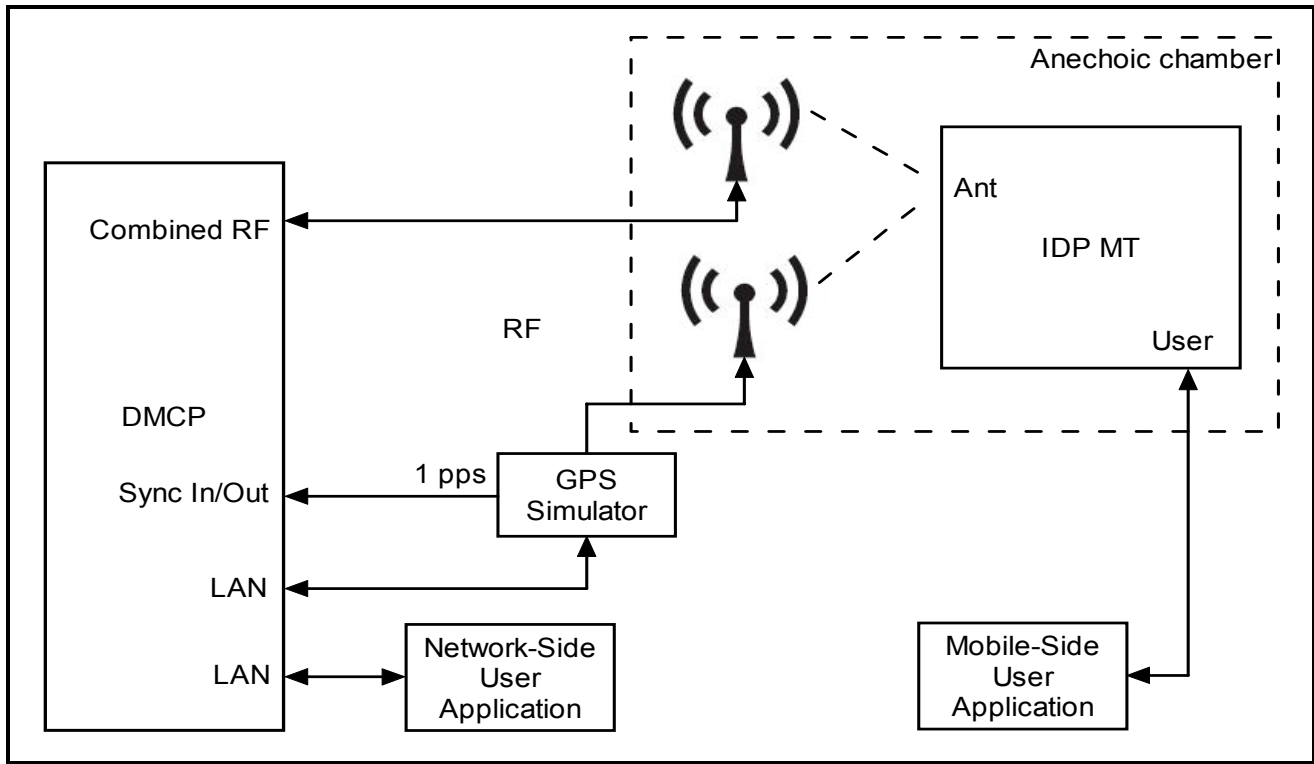 Anechoic chamber
Combined RF
Ant
IDP MT
RF
User
DMCP
Sync In/Out
1 pps
GPS
Simulator
LAN
LAN
Network-Side
User
Application
Mobile-Side
User
Application